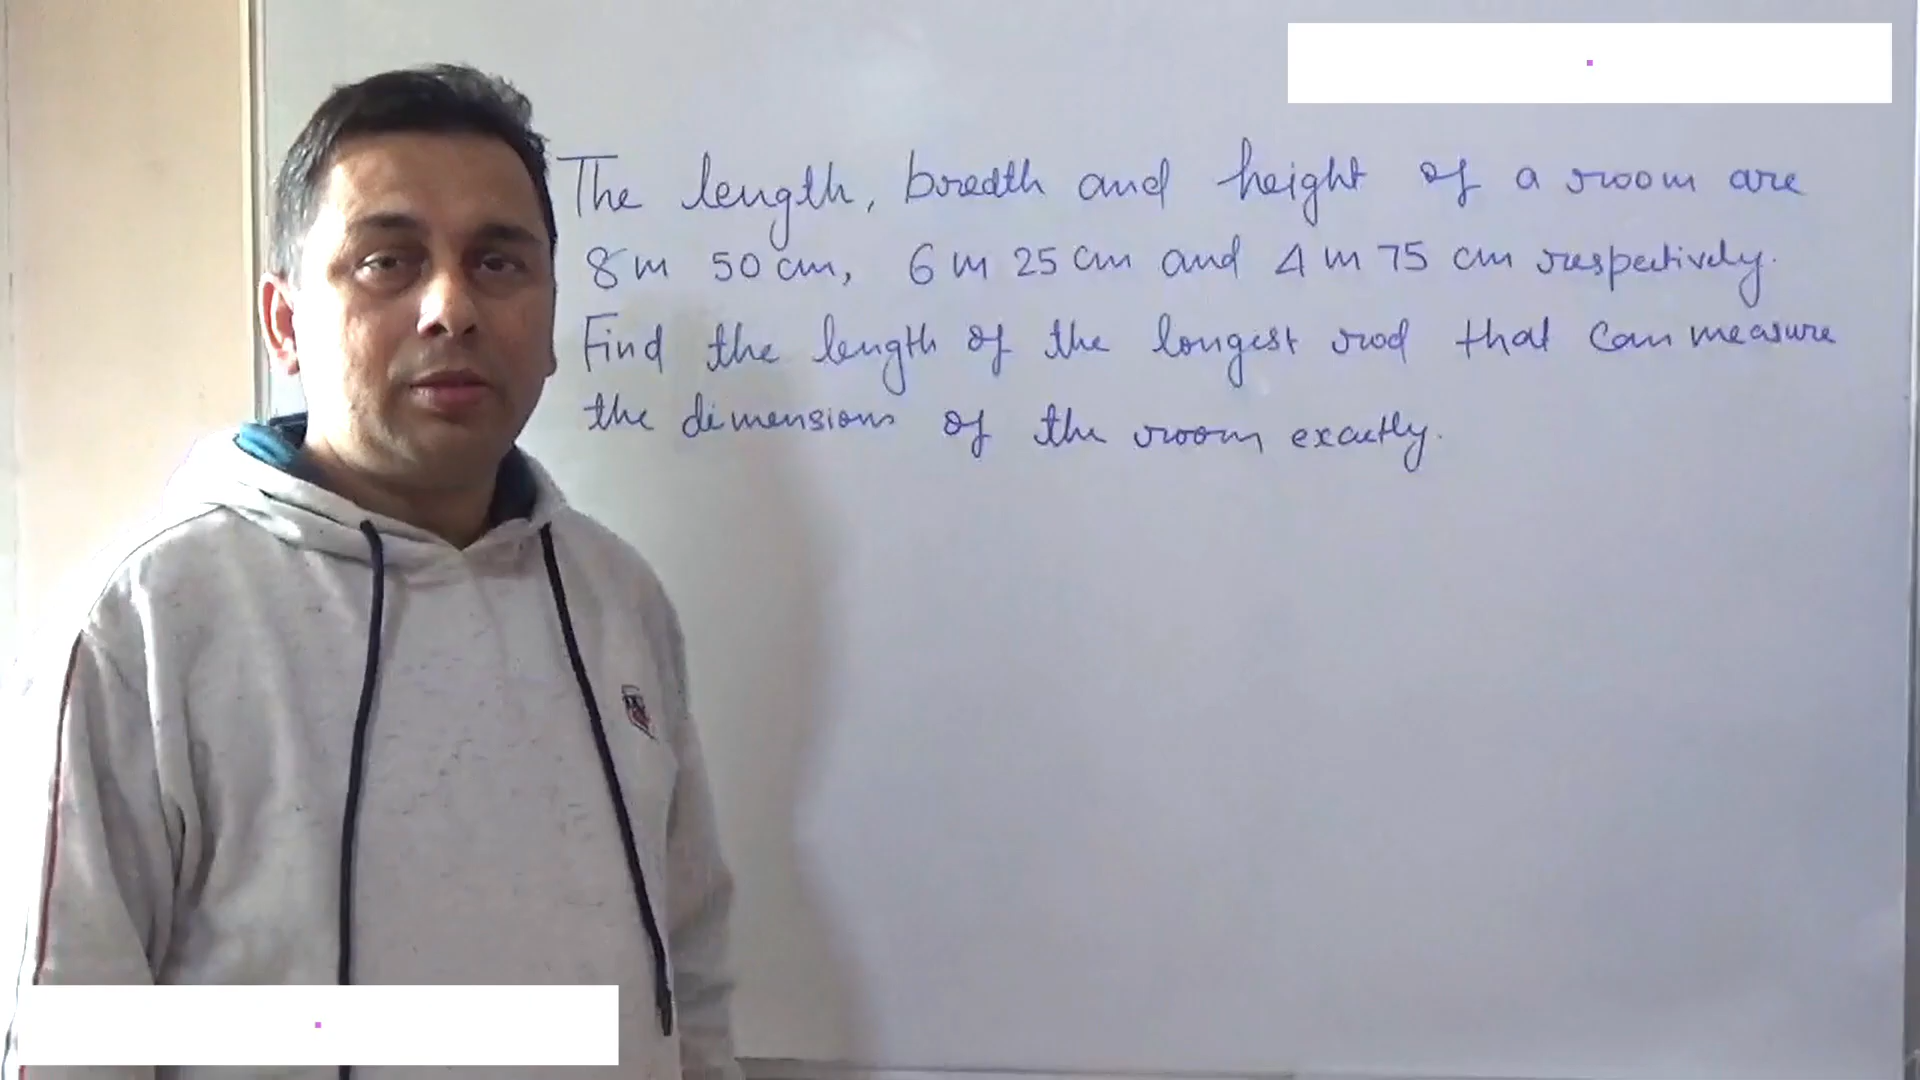 The length, breadth and height of a room are
8 m 50 cm, 6 m 25 cm and 4 m 75 cm respectively.
Find the length of the longest rod that can measure
the dimensions of the room exactly.